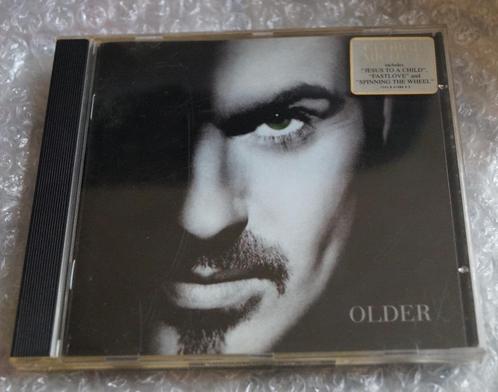 includes
"JESUS TO A CHILD",
"FASTLOVE" and
"SPINNING THE WHEEL"
OLDER